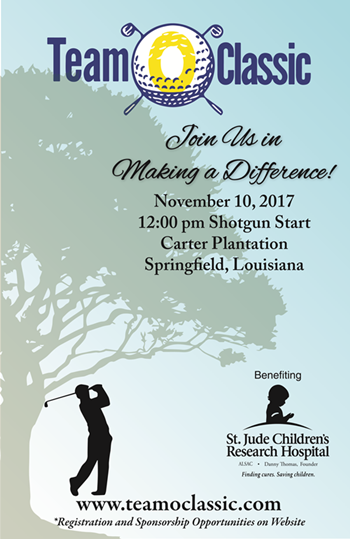 Team O Classic
Join Us in
Making a Difference!
November 10, 2017
12:00 pm Shotgun Start
Carter Plantation
Springfield, Louisiana
Benefiting
St. Jude Children's
Research Hospital
ALSAC • Danny Thomas, Founder
Finding cures. Saving children.
www.teamoclassic.com
*Registration and Sponsorship Opportunities on Website